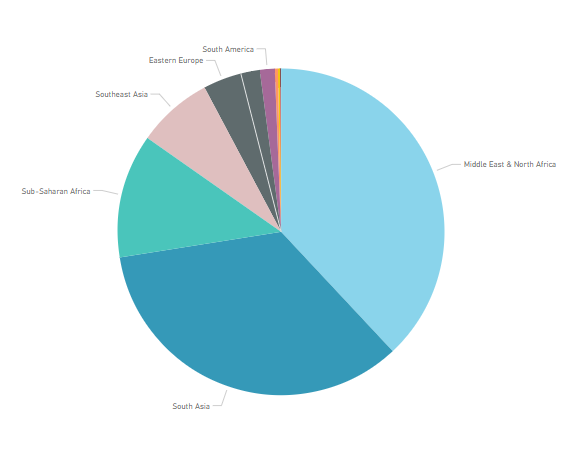 South America
Eastern Europe
Southeast Asia
Middle East & North Africa
Sub-Saharan Africa
South Asia